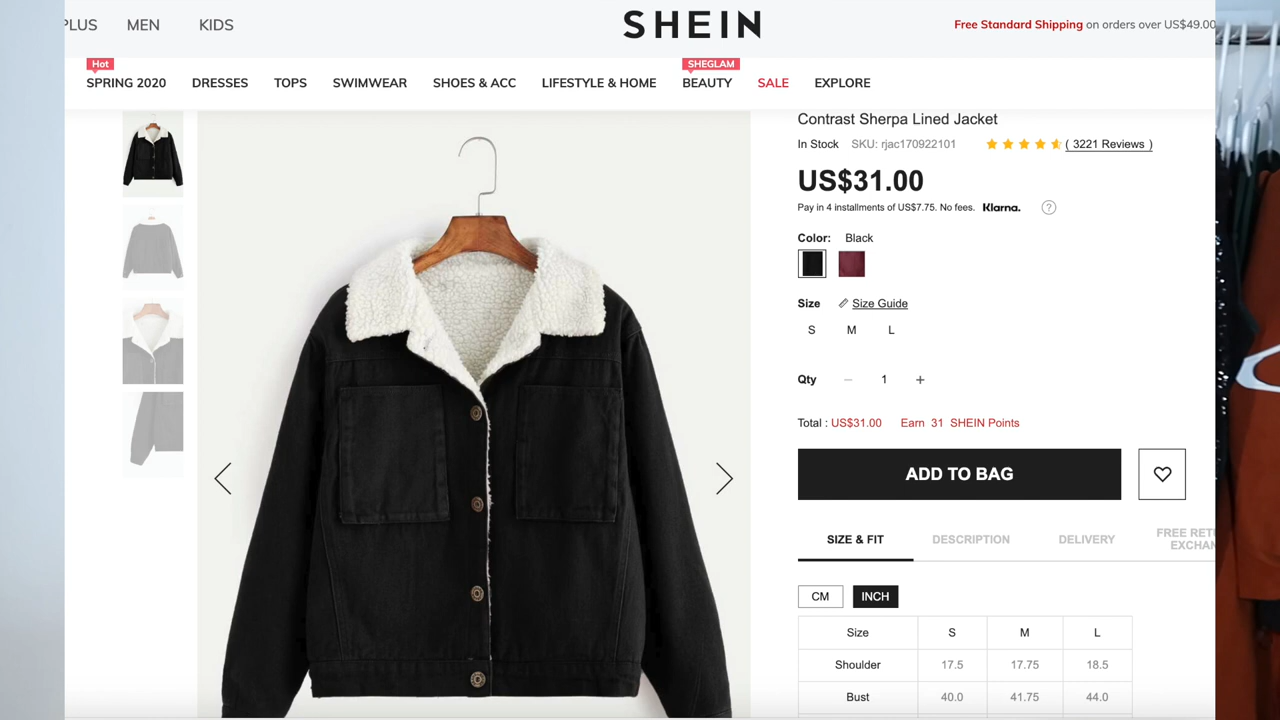 PLUS MEN KIDS
SHEIN
Free Standard Shipping on orders over US$49.00
Hot
SHEGLAM
SPRING 2020 DRESSES TOPS SWIMWEAR SHOES & ACC LIFESTYLE & HOME BEAUTY SALE EXPLORE
Contrast Sherpa Lined Jacket
In Stock SKU: rjac170922101 ( 3221 Reviews )
US$31.00
Pay in 4 installments of US$7.75. No fees. Klarna. ?
Color: Black
Size Size Guide
S M L
Qty − 1 +
Total : US$31.00 Earn 31 SHEIN Points
ADD TO BAG
SIZE & FIT DESCRIPTION DELIVERY FREE RET
EXCHAN
CM INCH
Size S M L
Shoulder 17.5 17.75 18.5
Bust 40.0 41.75 44.0